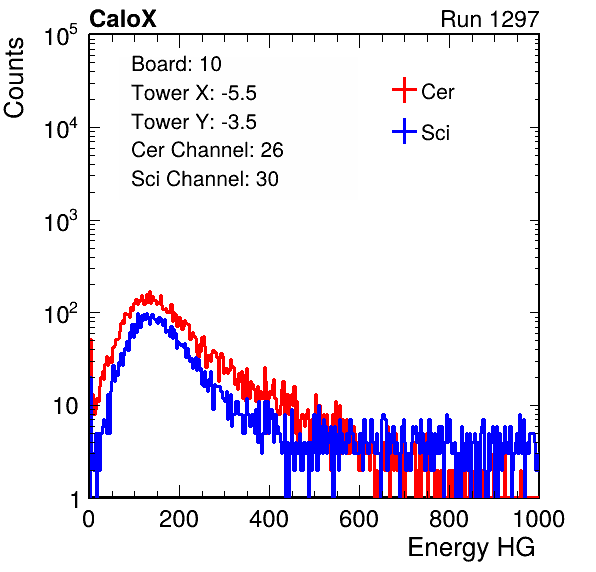 CaloX Run 1297
Counts
10^5
10^4
10^3
10^2
10
1
Board: 10
Tower X: -5.5
Tower Y: -3.5
Cer Channel: 26
Sci Channel: 30
Cer
Sci
0 200 400 600 800 1000
Energy HG